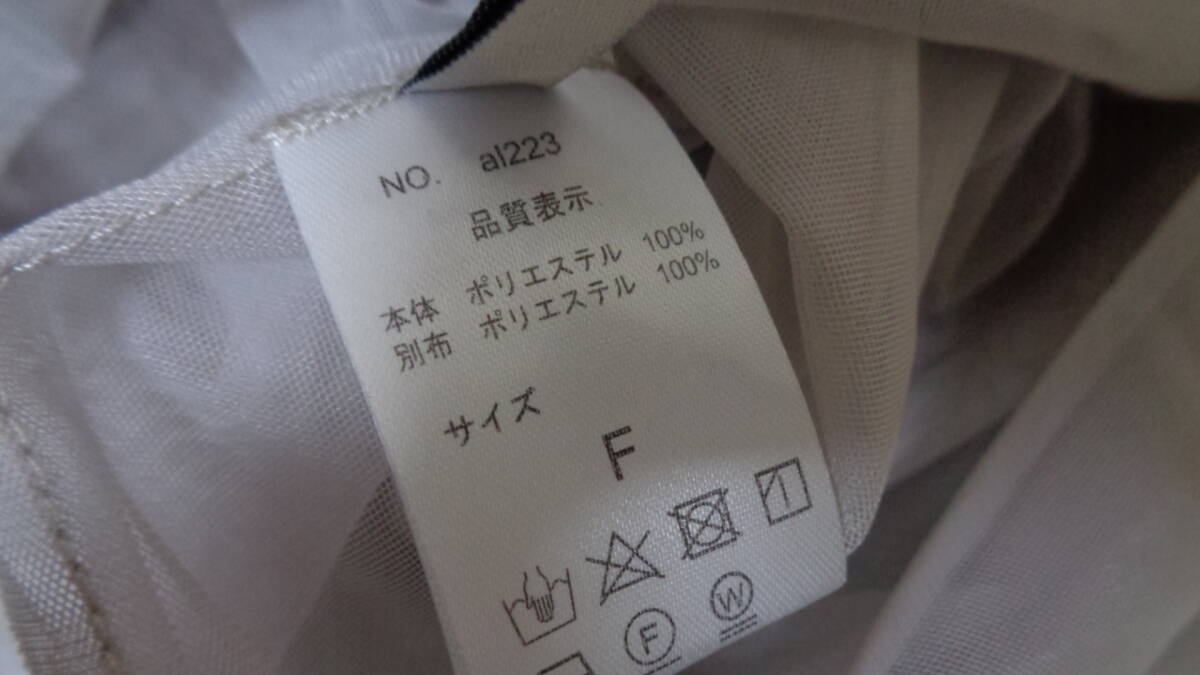 NO. al223
品質表示
本体 ポリエステル 100%
別布 ポリエステル 100%
サイズ
F
F W